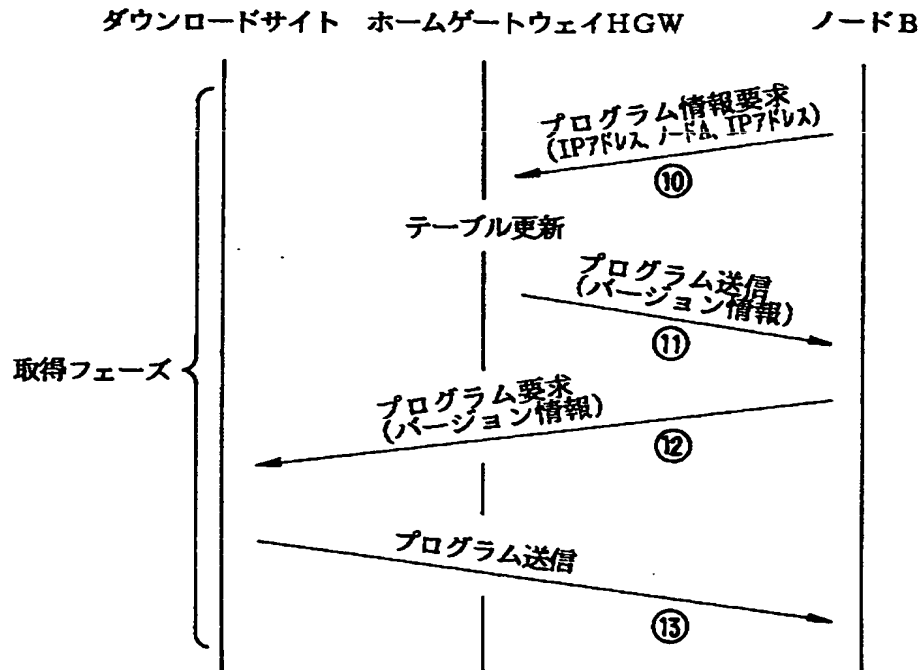 ダウンロードサイト ホームゲートウェイHGW ノードB
プログラム情報要求
(IPアドレス、ノードA、IPアドレス)
⑩
テーブル更新
プログラム送信
(バージョン情報)
⑪
取得フェーズ
プログラム要求
(バージョン情報)
⑫
プログラム送信
⑬